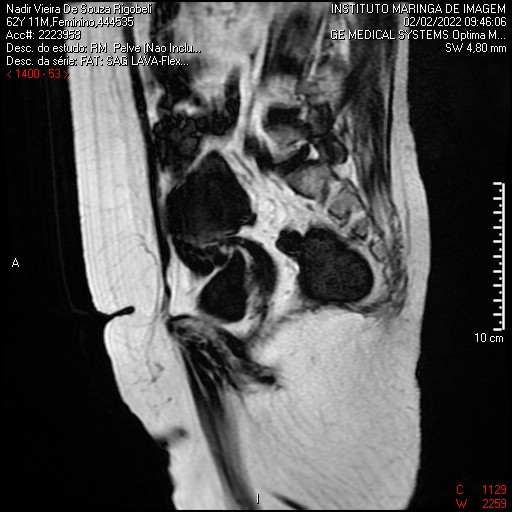 Nadir Vieira De Souza Rigobeli
62Y 11M,Feminino,444535
Acc#: 2223953
Desc. do estudo: RM  Pelve (Nao Inclu...
Desc. da série: FAT: SAG LAVA-Flex...
< 1400 - 53 >
INSTITUTO MARINGA DE IMAGEM
02/02/2022 09:46:06
GE MEDICAL SYSTEMS Optima M...
SW 4,80 mm
A
10 cm
I
C 1129
W 2259